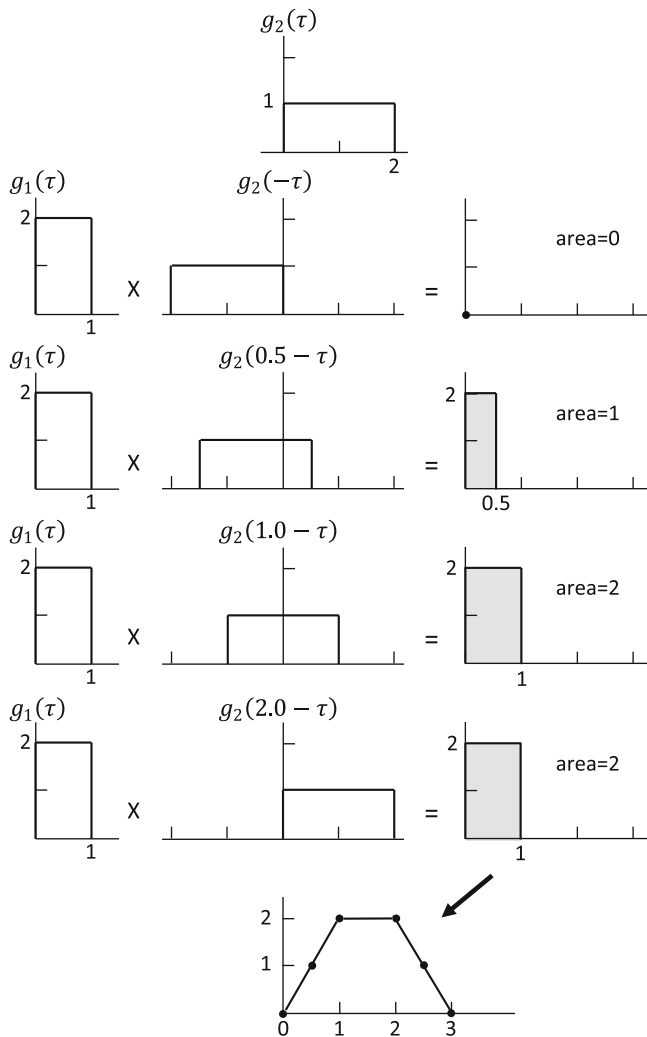 g₂(τ)
1
2
g₁(τ) g₂(−τ)
2 area=0
X =
1
g₁(τ) g₂(0.5 − τ)
2 2 area=1
X =
1 0.5
g₁(τ) g₂(1.0 − τ)
2 2 area=2
X =
1 1
g₁(τ) g₂(2.0 − τ)
2 2 area=2
X =
1 1
2
1
0 1 2 3